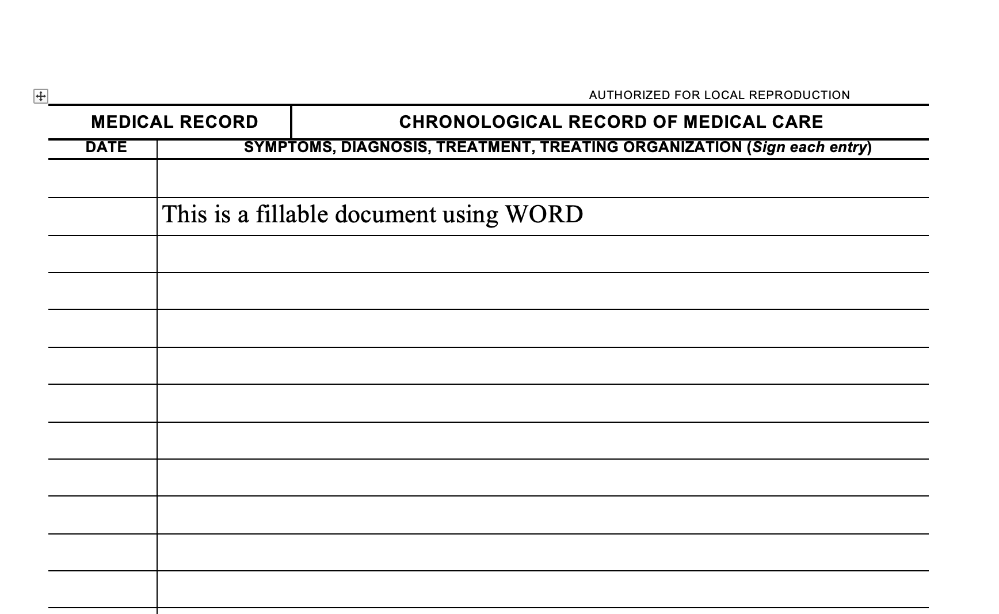 AUTHORIZED FOR LOCAL REPRODUCTION
MEDICAL RECORD
CHRONOLOGICAL RECORD OF MEDICAL CARE
DATE
SYMPTOMS, DIAGNOSIS, TREATMENT, TREATING ORGANIZATION (Sign each entry)
This is a fillable document using WORD